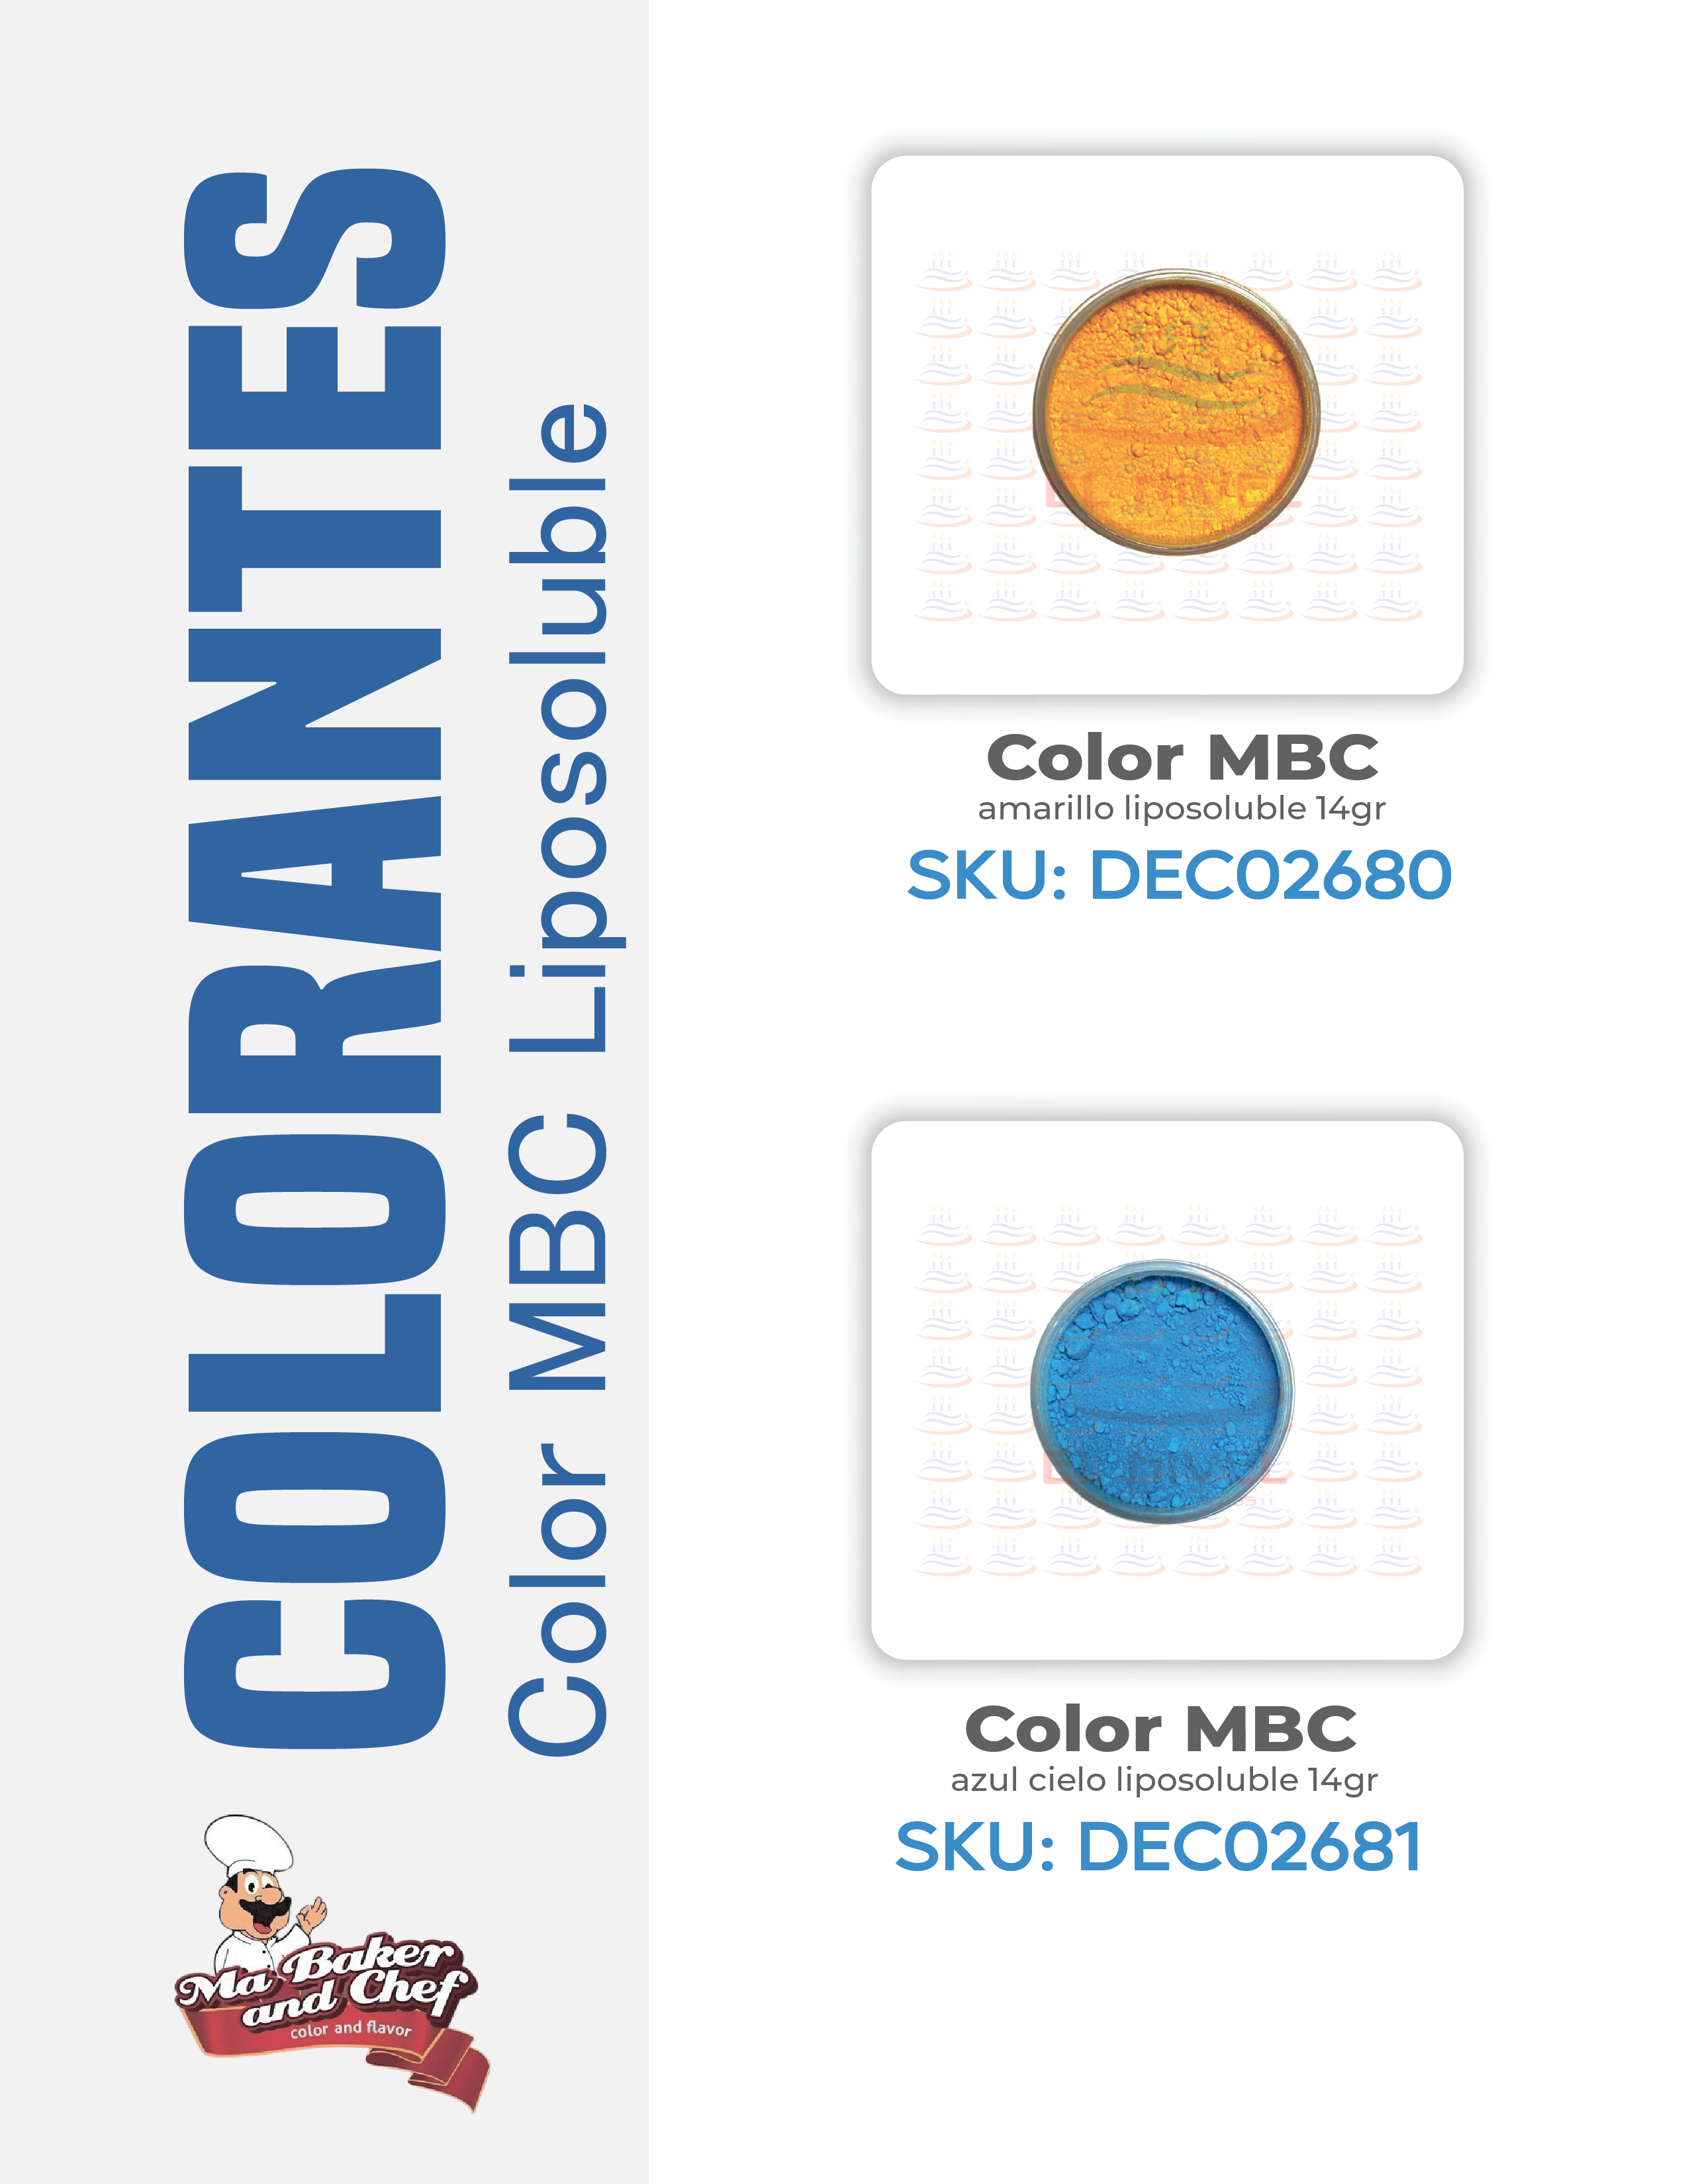 COLORANTES
Color MBC Liposoluble
Ma Baker
and Chef
color and flavor
Color MBC
amarillo liposoluble 14gr
SKU: DEC02680
Color MBC
azul cielo liposoluble 14gr
SKU: DEC02681